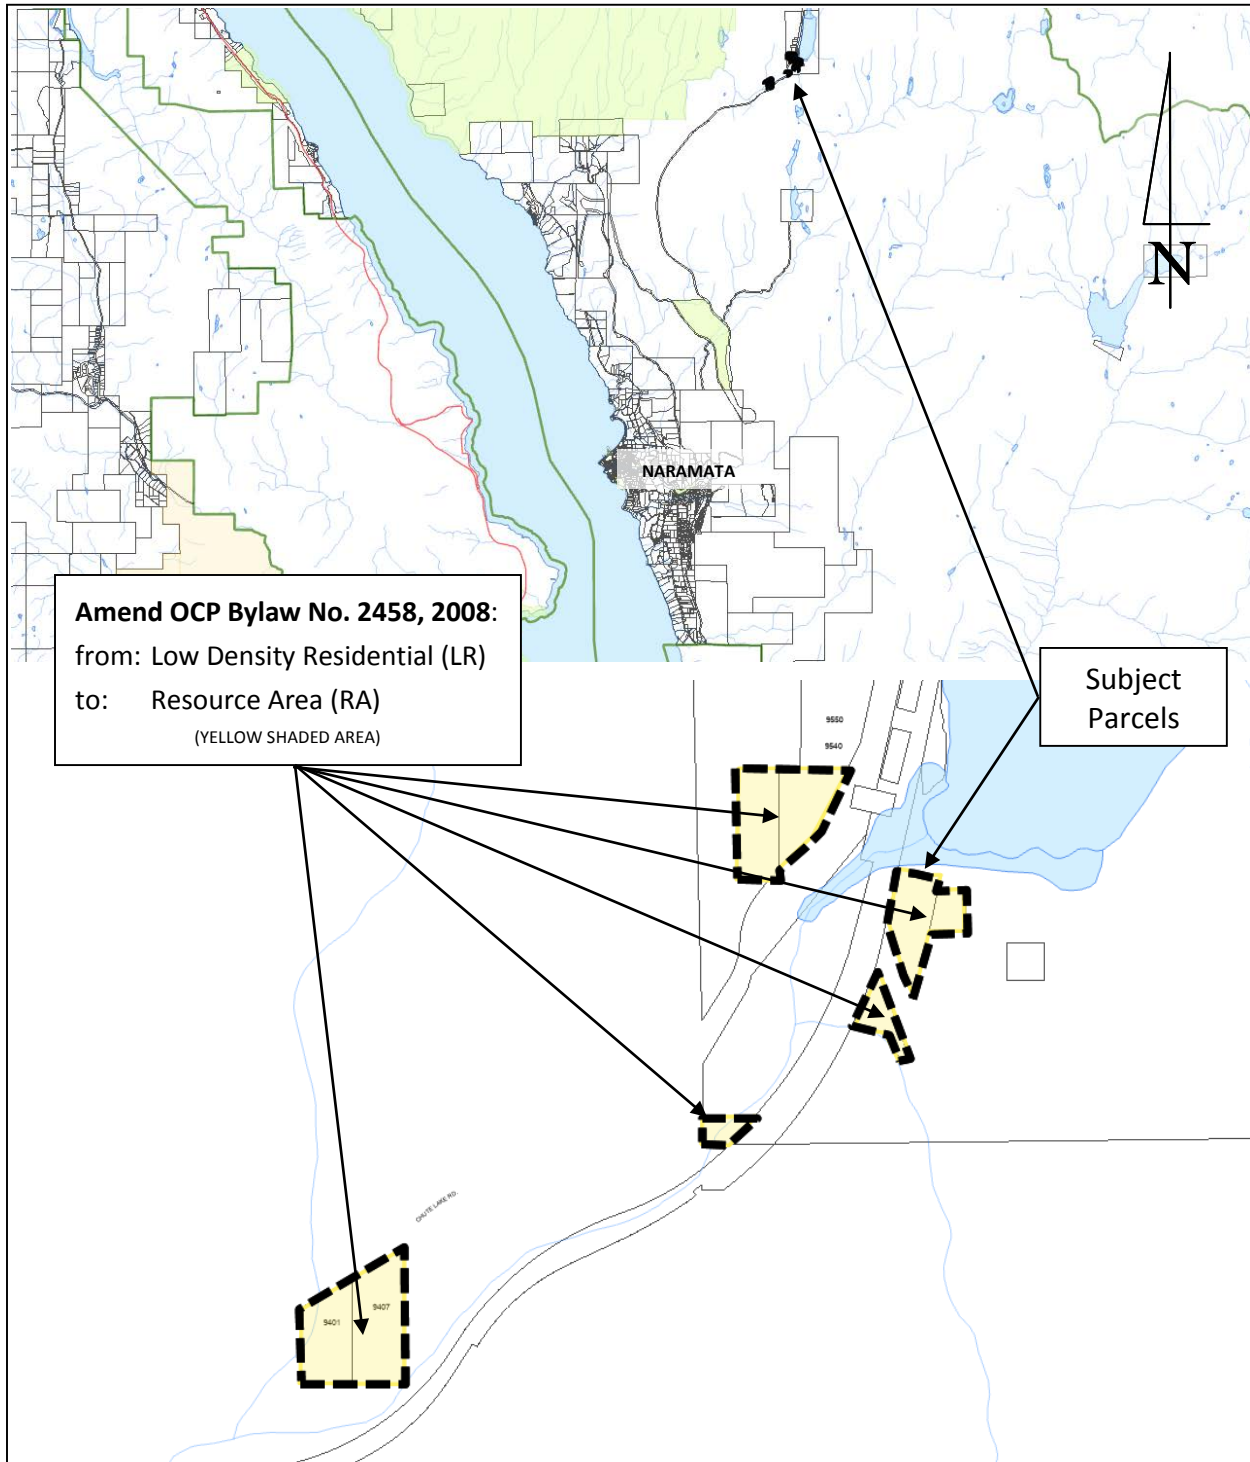 N
NARAMATA
Amend OCP Bylaw No. 2458, 2008:
from: Low Density Residential (LR)
to: Resource Area (RA)
(YELLOW SHADED AREA)
Subject
Parcels
9550
9540
CHUTE LAKE RD.
9407
9401